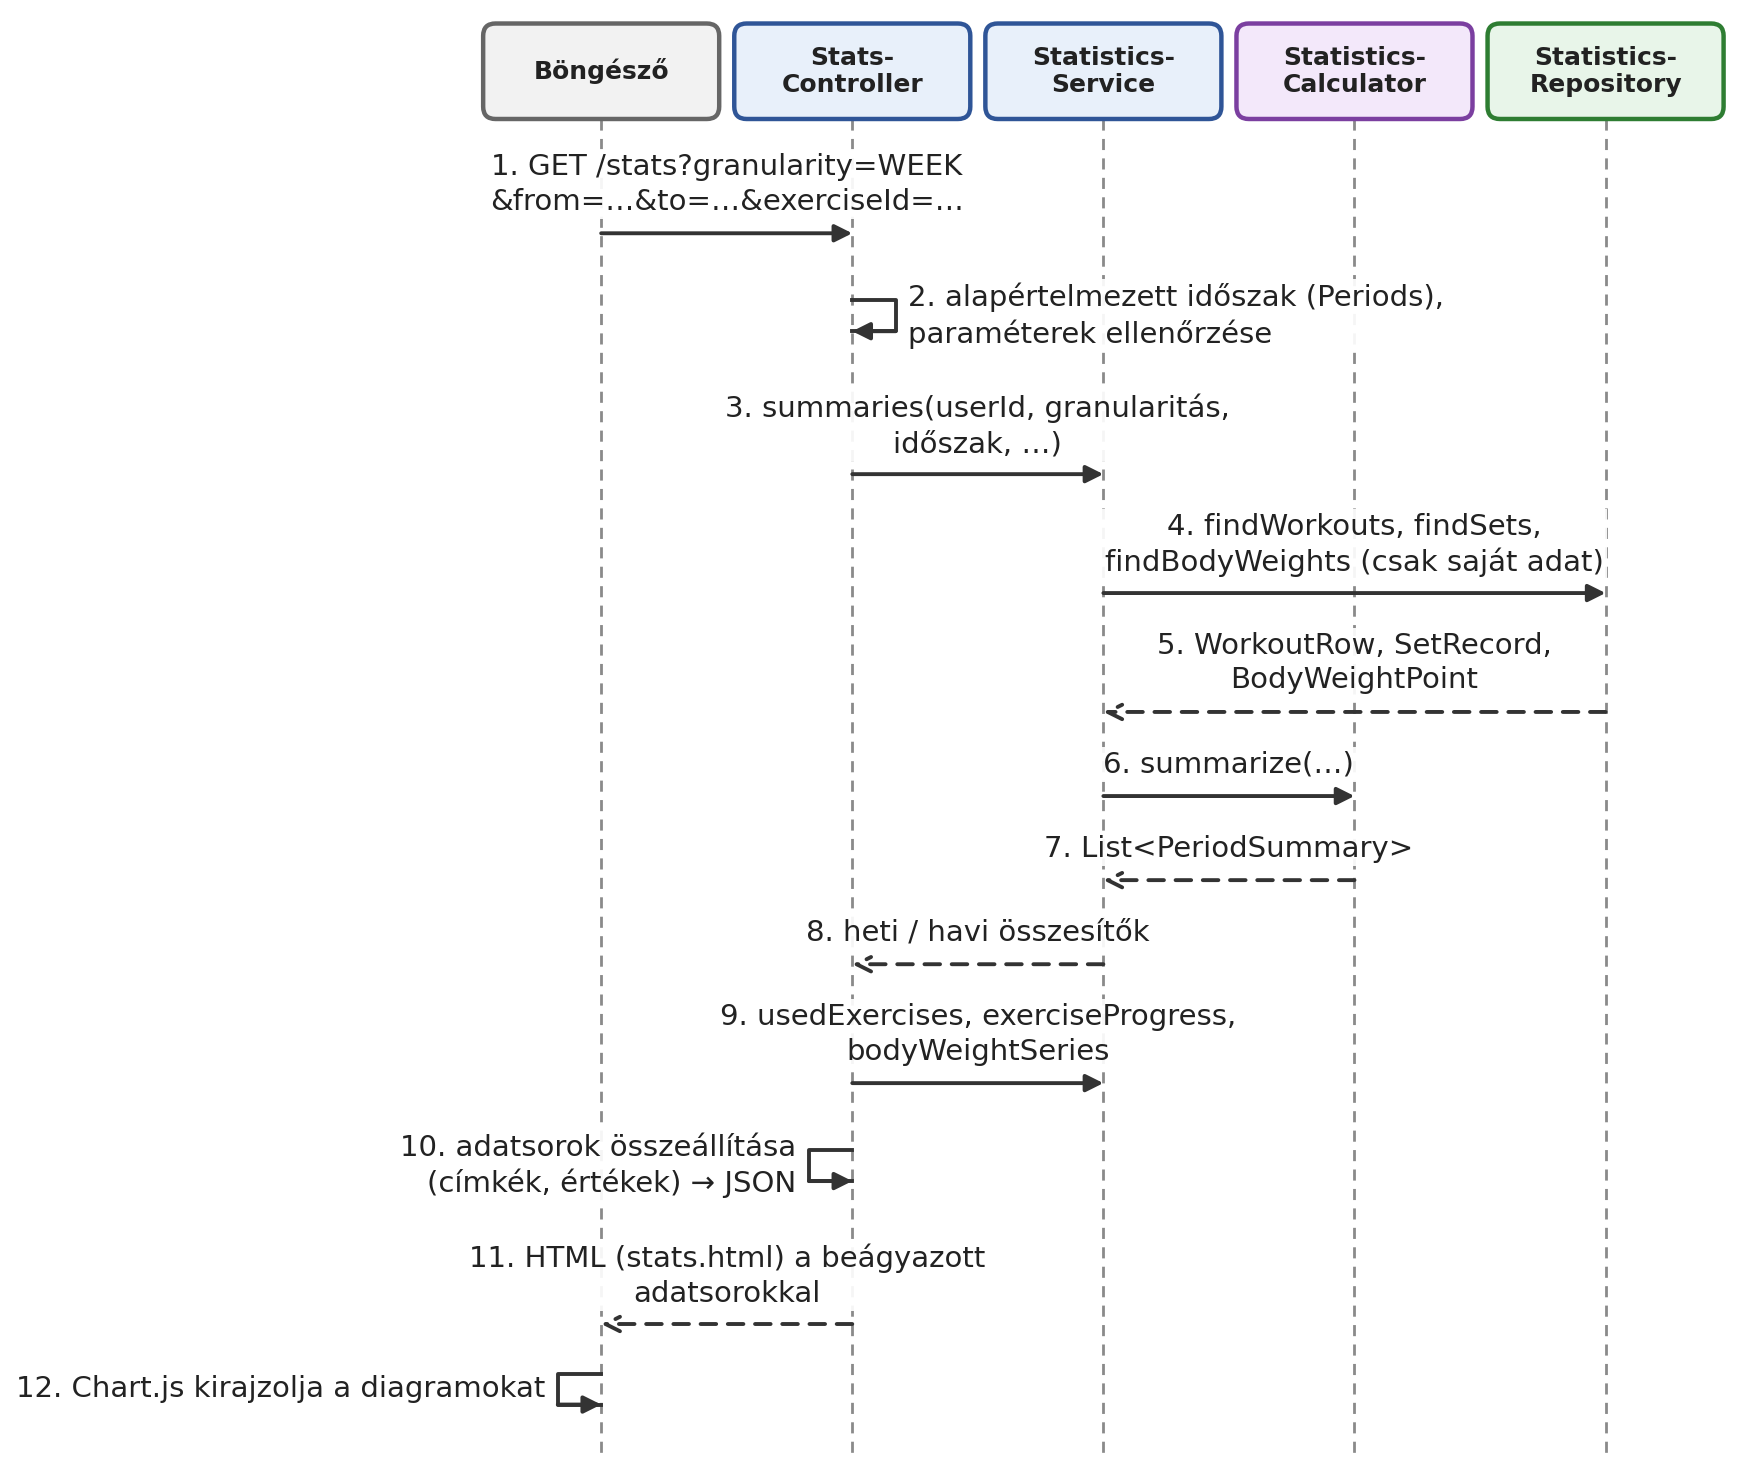 Böngésző
Stats-
Controller
Statistics-
Service
Statistics-
Calculator
Statistics-
Repository
1. GET /stats?granularity=WEEK
&from=...&to=...&exerciseId=...
2. alapértelmezett időszak (Periods),
paraméterek ellenőrzése
3. summaries(userId, granularitás,
időszak, ...)
4. findWorkouts, findSets,
findBodyWeights (csak saját adat)
5. WorkoutRow, SetRecord,
BodyWeightPoint
6. summarize(...)
7. List<PeriodSummary>
8. heti / havi összesítők
9. usedExercises, exerciseProgress,
bodyWeightSeries
10. adatsorok összeállítása
(címkék, értékek) → JSON
11. HTML (stats.html) a beágyazott
adatsorokkal
12. Chart.js kirajzolja a diagramokat